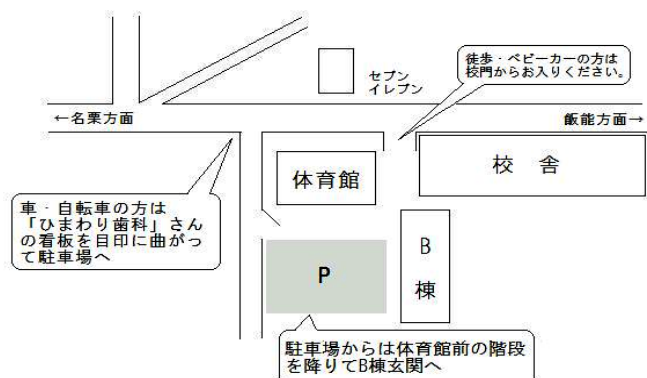 セブン
イレブン
徒歩・ベビーカーの方は
校門からお入りください。
←名栗方面
飯能方面→
体育館
校 舎
車・自転車の方は
「ひまわり歯科」さん
の看板を目印に曲がっ
て駐車場へ
P
B
棟
駐車場からは体育館前の階段
を降りてB棟玄関へ